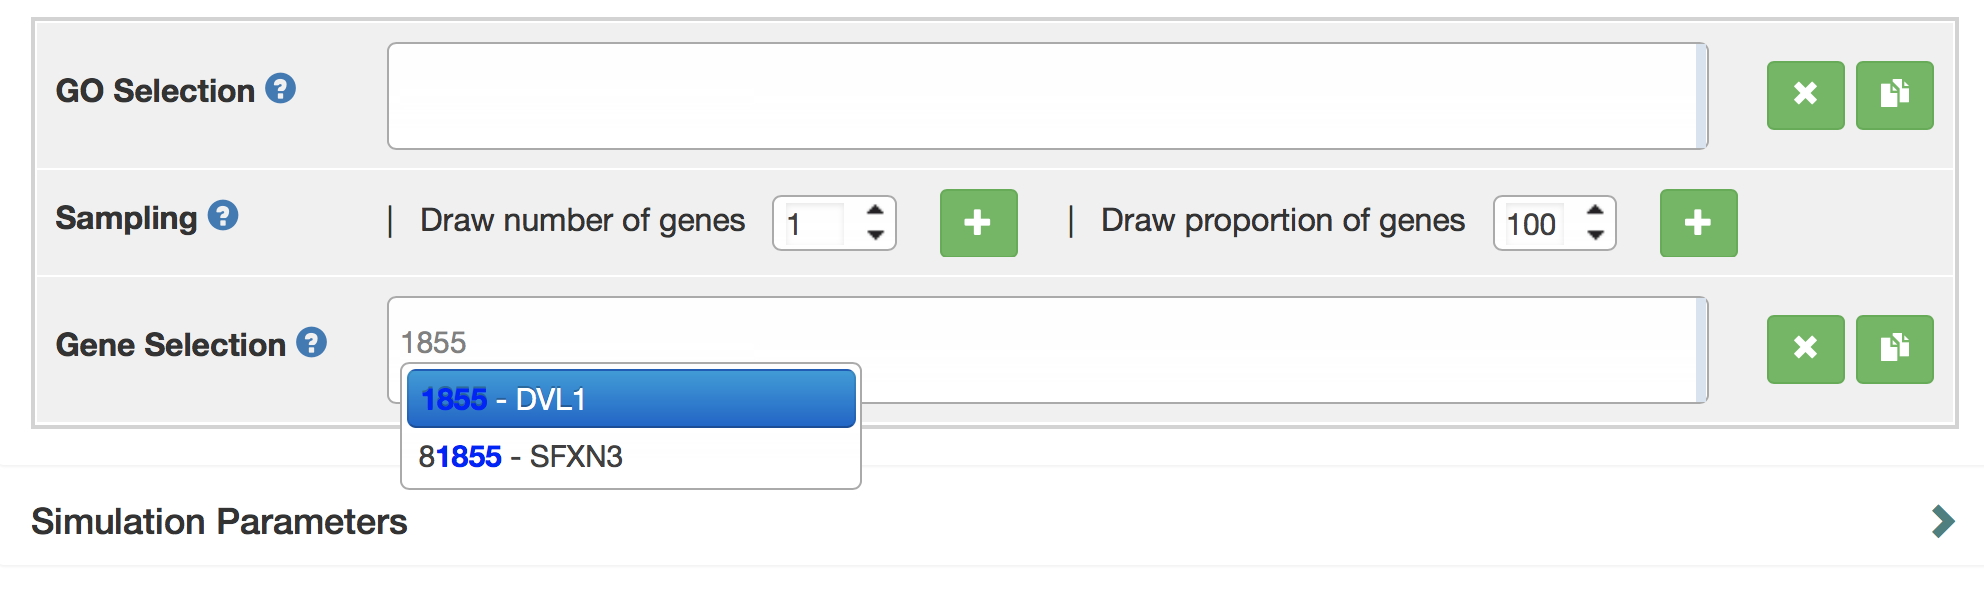 GO Selection ?
Sampling ? | Draw number of genes 1 + | Draw proportion of genes 100 +
Gene Selection ? 1855
1855 - DVL1
81855 - SFXN3
Simulation Parameters